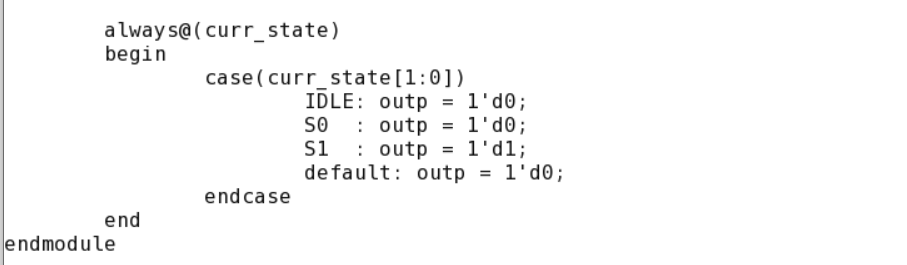 always@(curr_state)
begin
case(curr_state[1:0])
IDLE: outp = 1'd0;
S0  : outp = 1'd0;
S1  : outp = 1'd1;
default: outp = 1'd0;
endcase
end
endmodule